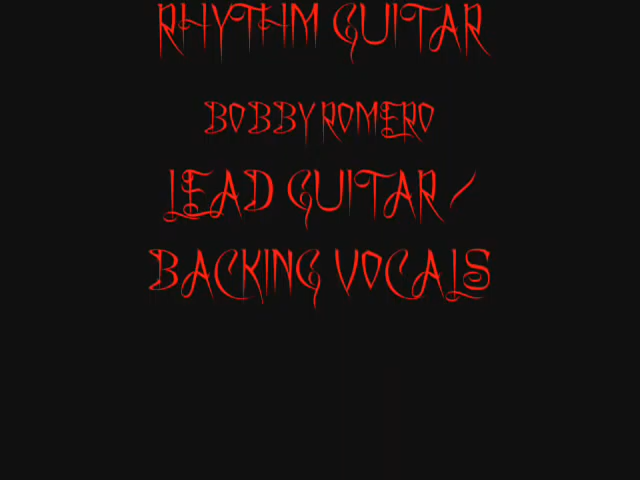 RHYTHM GUITAR
BOBBY ROMERO
LEAD GUITAR /
BACKING VOCALS